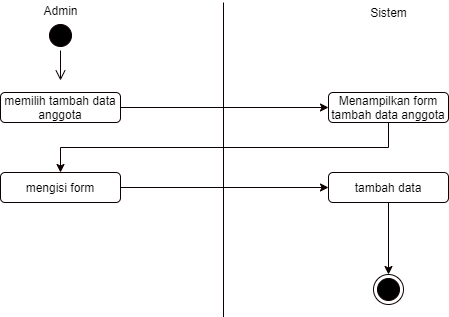 Admin
Sistem
memilih tambah data
anggota
Menampilkan form
tambah data anggota
mengisi form
tambah data